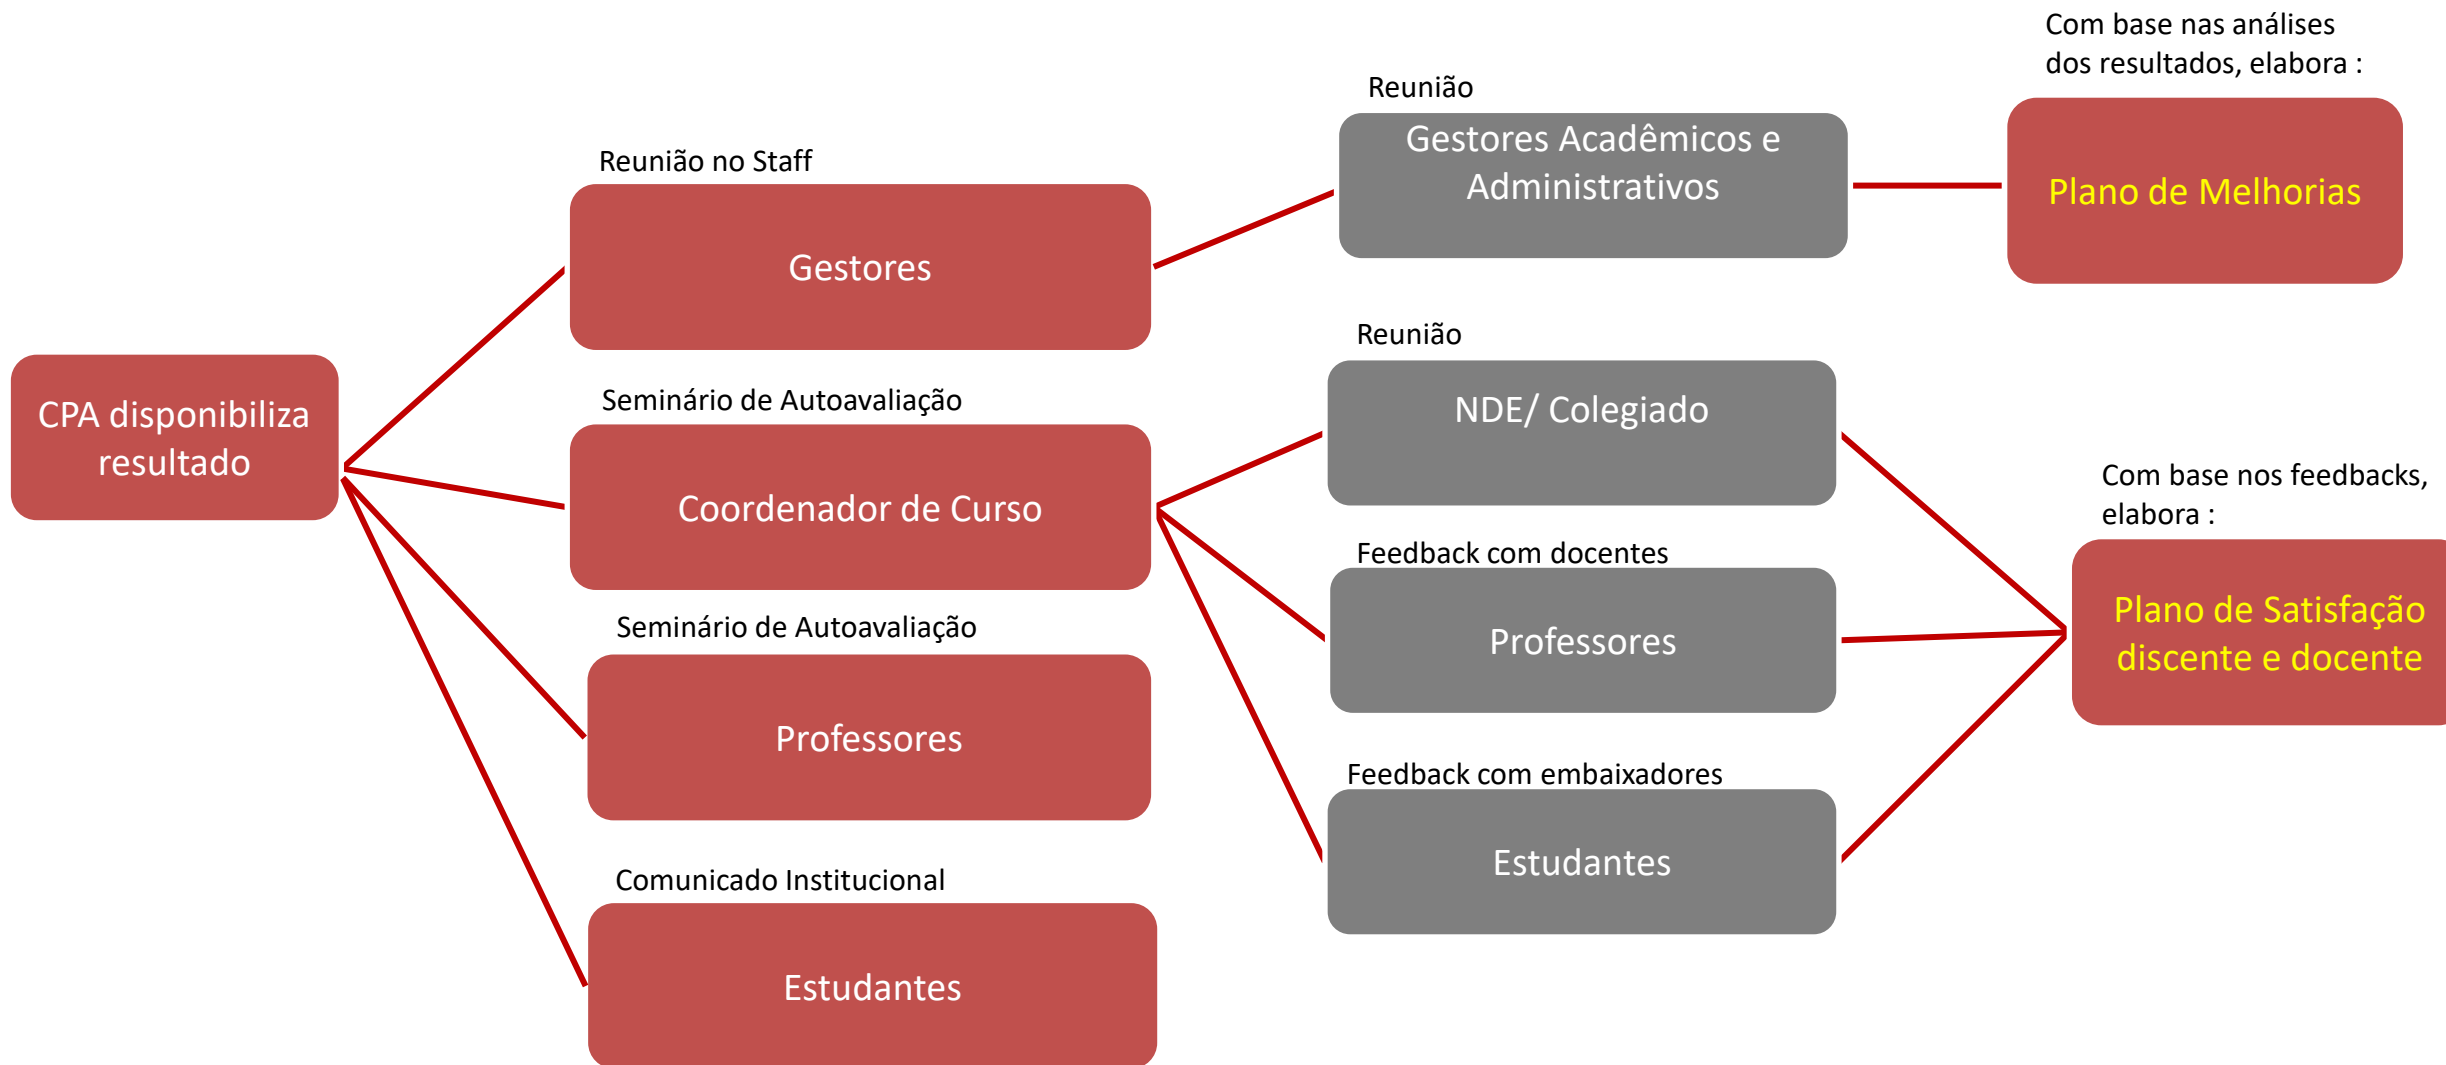 CPA disponibiliza
resultado
Reunião no Staff
Gestores
Seminário de Autoavaliação
Coordenador de Curso
Seminário de Autoavaliação
Professores
Comunicado Institucional
Estudantes
Reunião
Gestores Acadêmicos e
Administrativos
Reunião
NDE/ Colegiado
Feedback com docentes
Professores
Feedback com embaixadores
Estudantes
Com base nas análises
dos resultados, elabora :
Plano de Melhorias
Com base nos feedbacks,
elabora :
Plano de Satisfação
discente e docente